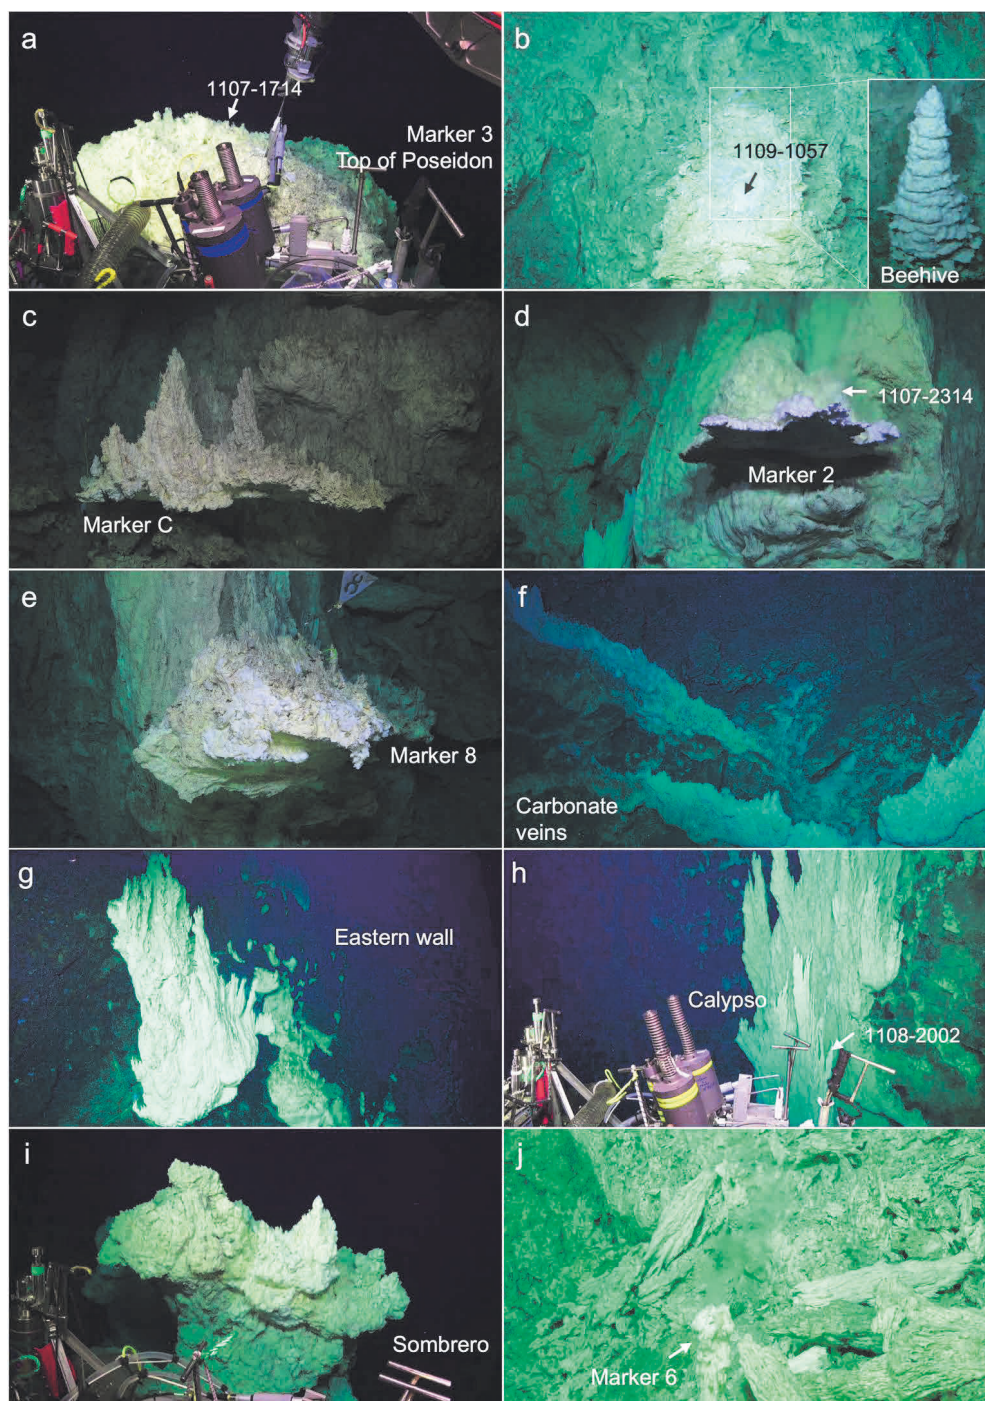 a
1107-1714
Marker 3
Top of Poseidon
b
1109-1057
Beehive
c
Marker C
d
1107-2314
Marker 2
e
Marker 8
f
Carbonate
veins
g
Eastern wall
h
Calypso
1108-2002
i
Sombrero
j
Marker 6